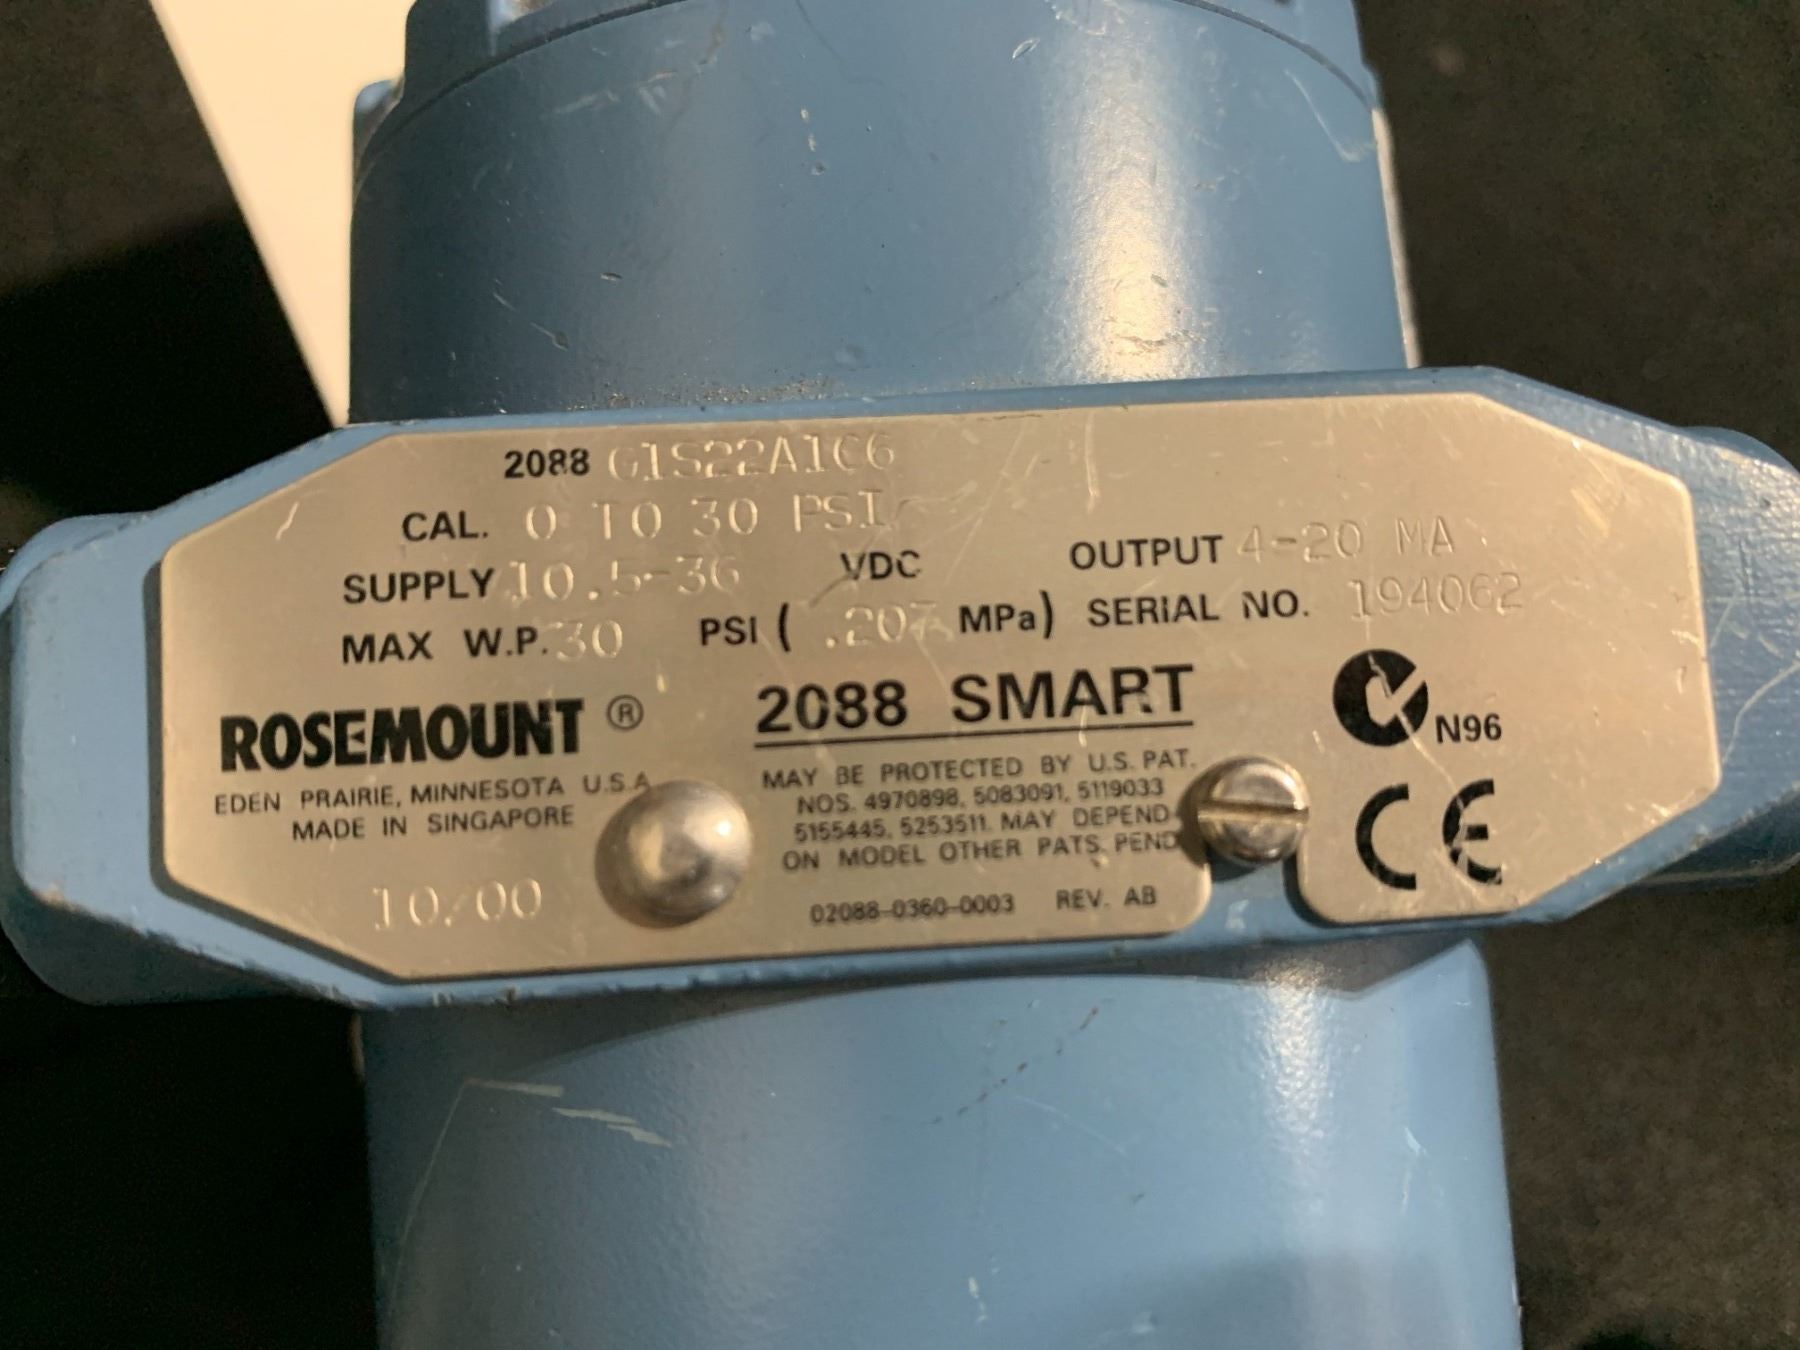 2088 G1S22A1C6
CAL. 0 TO 30 PSI
SUPPLY 10.5-36 VDC OUTPUT 4-20 MA
MAX W.P. 30 PSI ( .207 MPa) SERIAL NO. 194062
ROSEMOUNT ® 2088 SMART
N96
EDEN PRAIRIE, MINNESOTA U.S.A
MADE IN SINGAPORE
MAY BE PROTECTED BY U.S. PAT.
NOS. 4970898, 5083091, 5119033
5155445, 5253511. MAY DEPEND
ON MODEL OTHER PATS. PEND
CE
10/00
02088-0360-0003 REV. AB